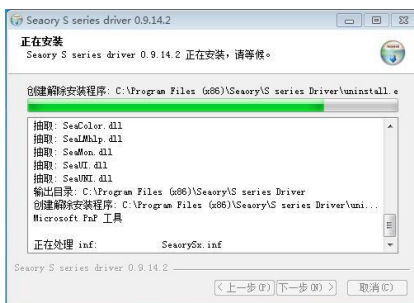 Seaory S series driver 0.9.14.2
正在安装
Seaory S series driver 0.9.14.2 正在安装，请等候。
创建解除安装程序: C:\Program Files (x86)\Seaory\S series Driver\uninstall.e
抽取: SeaColor.dll
抽取: SeaLMhlp.dll
抽取: SeaMon.dll
抽取: SeaUI.dll
抽取: SeaUNI.dll
输出目录: C:\Program Files (x86)\Seaory\S series Driver
创建解除安装程序: C:\Program Files (x86)\Seaory\S series Driver\uni...
Microsoft PnP 工具
正在处理 inf: SeaorySx.inf
Seaory S series driver 0.9.14.2
< 上一步(P) 下一步(N) > 取消(C)